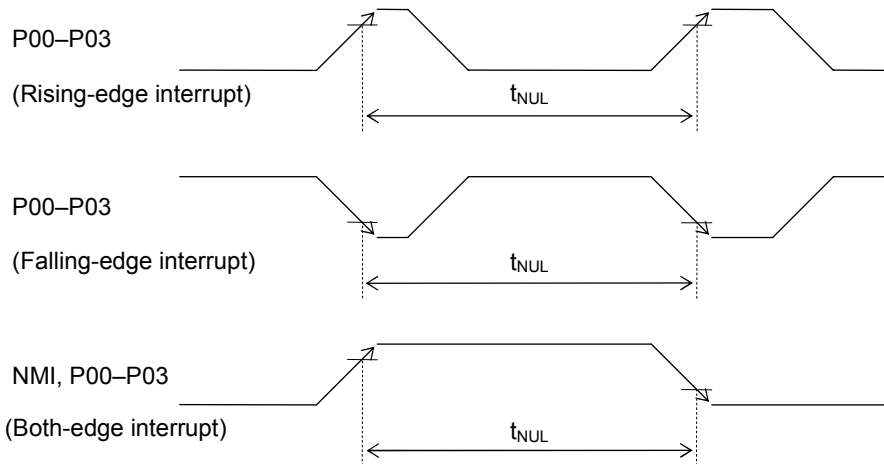 P00–P03
(Rising-edge interrupt)
tNUL
P00–P03
(Falling-edge interrupt)
tNUL
NMI, P00–P03
(Both-edge interrupt)
tNUL